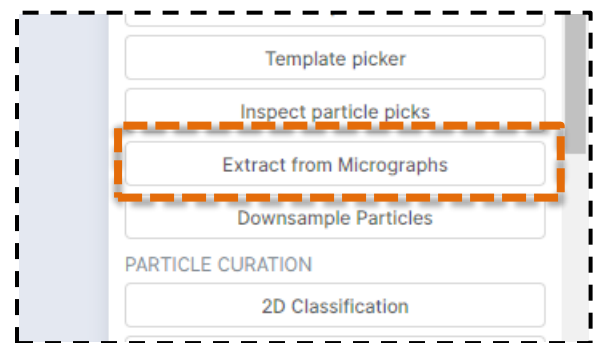 Template picker
Inspect particle picks
Extract from Micrographs
Downsample Particles
PARTICLE CURATION
2D Classification